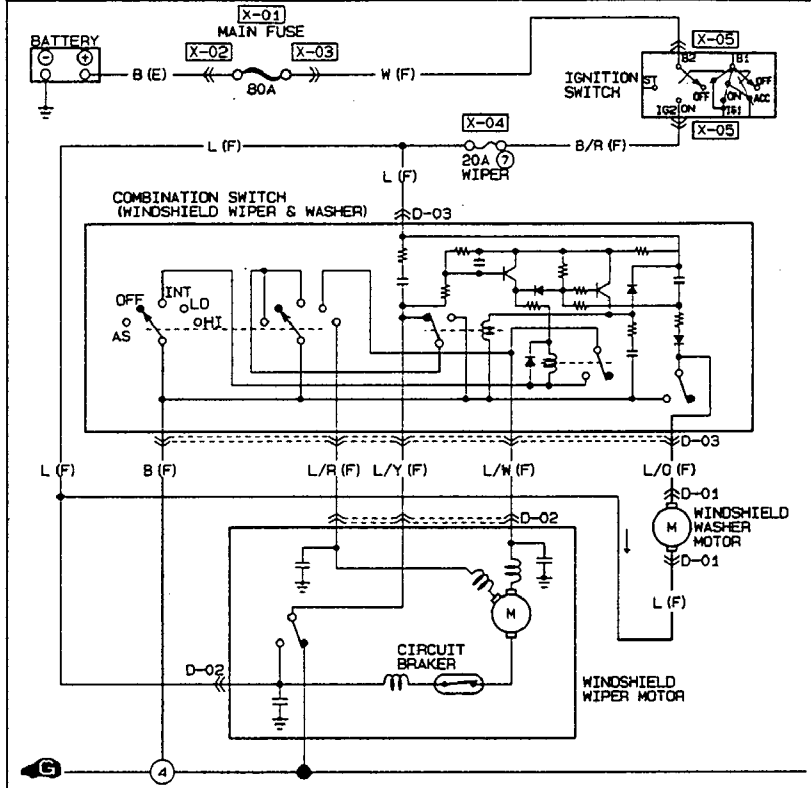 X-01
BATTERY
MAIN FUSE
X-02
X-03
X-05
B2
B1
B (E)
W (F)
IGNITION
SWITCH
ST
OFF
ON
OFF
ACC
80A
IG2
ON
IG1
X-04
X-05
L (F)
B/R (F)
20A
7
WIPER
L (F)
COMBINATION SWITCH
(WINDSHIELD WIPER & WASHER)
D-03
INT
OFF
LO
HI
AS
D-03
L (F)
B (F)
L/R (F)
L/Y (F)
L/W (F)
L/O (F)
D-01
D-02
WINDSHIELD
WASHER
MOTOR
M
D-01
L (F)
M
CIRCUIT
BRAKER
D-02
WINDSHIELD
WIPER MOTOR
G
4